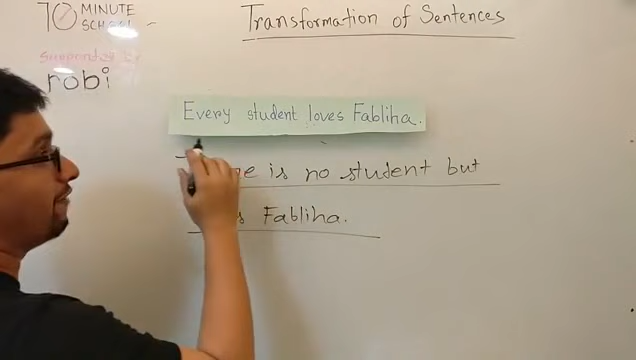 10 MINUTE
SCHOOL
Transformation of Sentences
robi
Every student loves Fabliha.
is no student but
Fabliha.